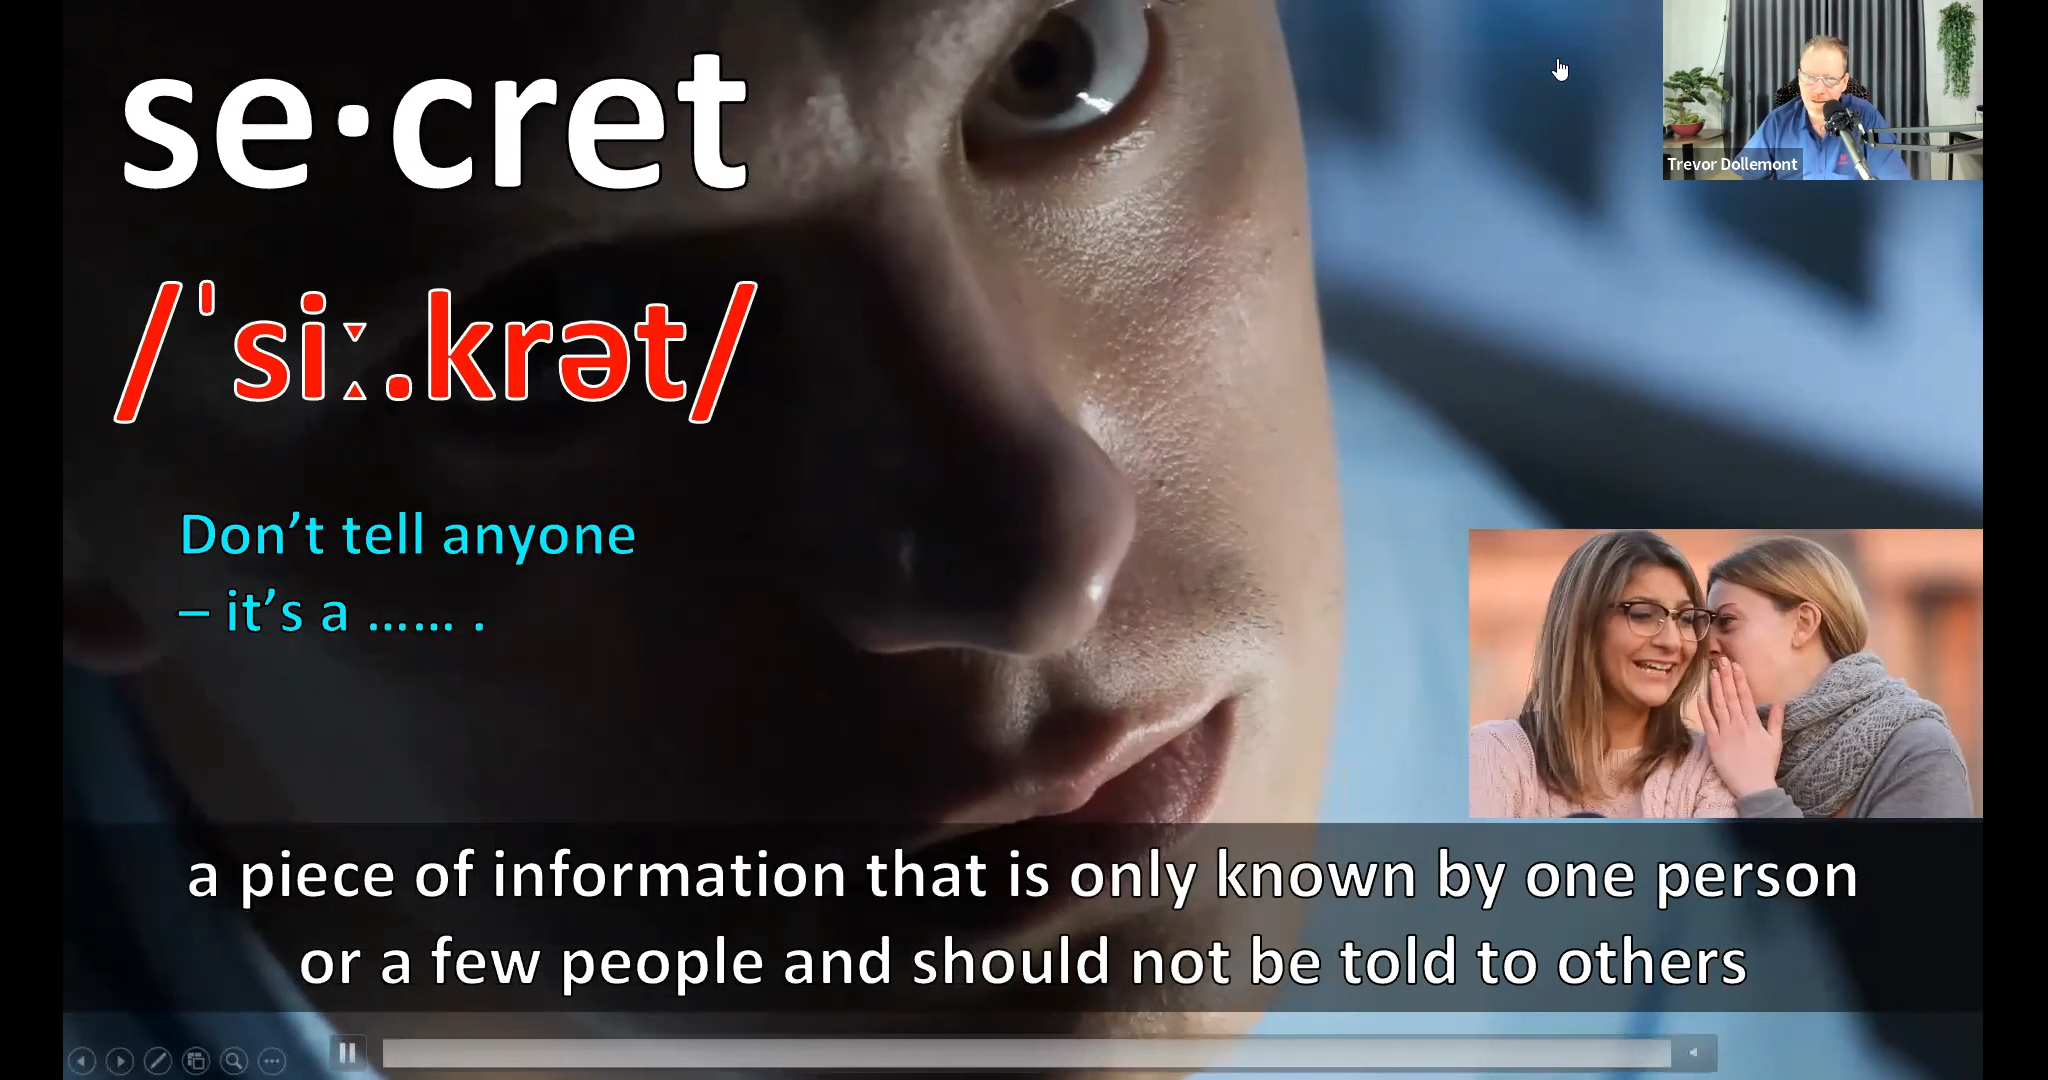 se·cret
/ˈsiː.krət/
Don’t tell anyone
– it’s a …… .
a piece of information that is only known by one person
or a few people and should not be told to others
Trevor Dollemont